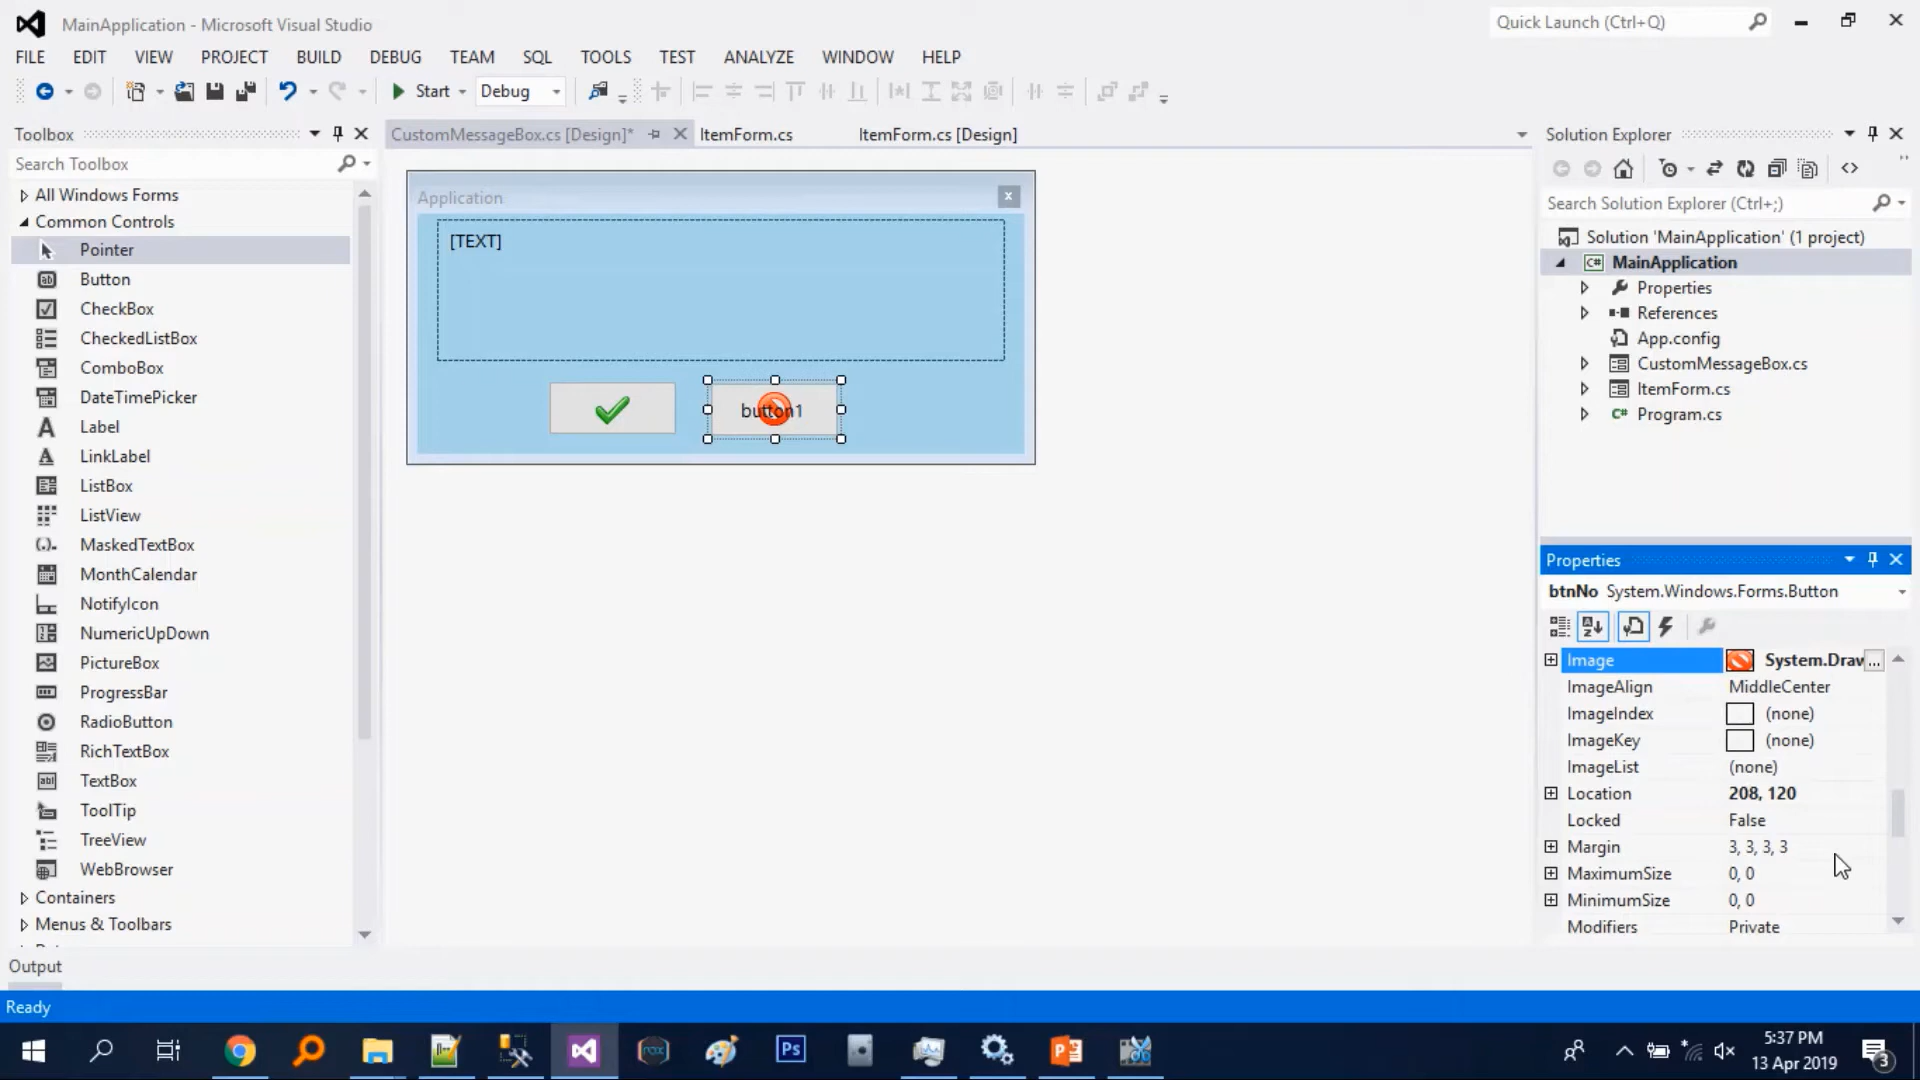 MainApplication - Microsoft Visual Studio
Quick Launch (Ctrl+Q)
FILE EDIT VIEW PROJECT BUILD DEBUG TEAM SQL TOOLS TEST ANALYZE WINDOW HELP
Start Debug
Toolbox
Search Toolbox
All Windows Forms
Common Controls
Pointer
Button
CheckBox
CheckedListBox
ComboBox
DateTimePicker
Label
LinkLabel
ListBox
ListView
MaskedTextBox
MonthCalendar
NotifyIcon
NumericUpDown
PictureBox
ProgressBar
RadioButton
RichTextBox
TextBox
ToolTip
TreeView
WebBrowser
Containers
Menus & Toolbars
CustomMessageBox.cs [Design]* ItemForm.cs ItemForm.cs [Design]
Application
[TEXT]
button1
Solution Explorer
Search Solution Explorer (Ctrl+;)
Solution 'MainApplication' (1 project)
MainApplication
Properties
References
App.config
CustomMessageBox.cs
ItemForm.cs
Program.cs
Properties
btnNo System.Windows.Forms.Button
Image System.Draw ...
ImageAlign MiddleCenter
ImageIndex (none)
ImageKey (none)
ImageList (none)
Location 208, 120
Locked False
Margin 3, 3, 3, 3
MaximumSize 0, 0
MinimumSize 0, 0
Modifiers Private
Output
Ready
Ps
5:37 PM
13 Apr 2019
3